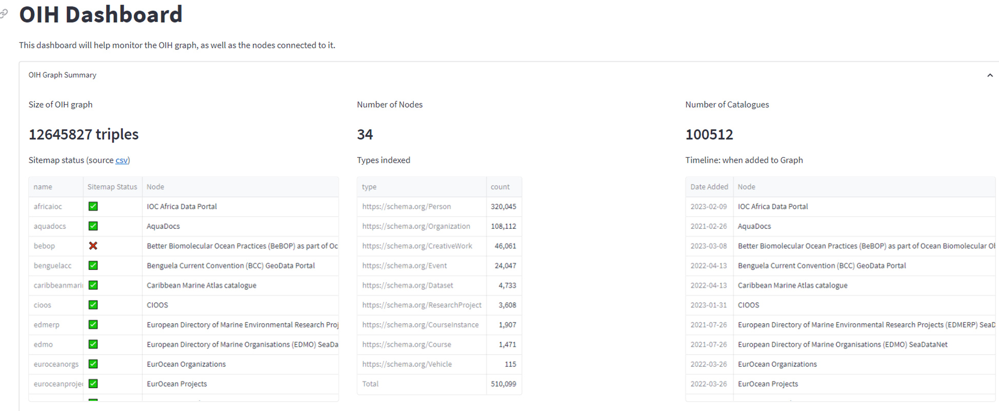 OIH Dashboard
This dashboard will help monitor the OIH graph, as well as the nodes connected to it.
OIH Graph Summary
Size of OIH graph
12645827 triples
Sitemap status (source csv)
name Sitemap Status Node
africaioc IOC Africa Data Portal
aquadocs AquaDocs
bebop Better Biomolecular Ocean Practices (BeBOP) as part of Oc
benguelacc Benguela Current Convention (BCC) GeoData Portal
caribbeanmari Caribbean Marine Atlas catalogue
cioos CIOOS
edmerp European Directory of Marine Environmental Research Proj
edmo European Directory of Marine Organisations (EDMO) SeaDa
euroceanorgs EurOcean Organizations
euroceanprojec EurOcean Projects
Number of Nodes
34
Types indexed
type count
https://schema.org/Person 320,045
https://schema.org/Organization 108,112
https://schema.org/CreativeWork 46,061
https://schema.org/Event 24,047
https://schema.org/Dataset 4,733
https://schema.org/ResearchProject 3,608
https://schema.org/CourseInstance 1,907
https://schema.org/Course 1,471
https://schema.org/Vehicle 115
Total 510,099
Number of Catalogues
100512
Timeline: when added to Graph
Date Added Node
2023-02-09 IOC Africa Data Portal
2021-02-26 AquaDocs
2023-03-08 Better Biomolecular Ocean Practices (BeBOP) as part of Ocean Biomolecular Ob
2022-04-13 Benguela Current Convention (BCC) GeoData Portal
2022-04-13 Caribbean Marine Atlas catalogue
2023-01-31 CIOOS
2021-07-26 European Directory of Marine Environmental Research Projects (EDMERP) SeaD
2021-07-26 European Directory of Marine Organisations (EDMO) SeaDataNet
2022-03-26 EurOcean Organizations
2022-03-26 EurOcean Projects